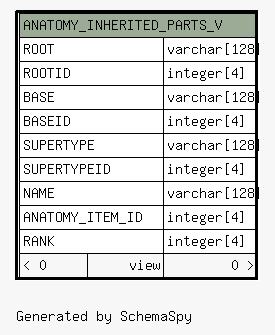 ANATOMY_INHERITED_PARTS_V
ROOT varchar[128]
ROOTID integer[4]
BASE varchar[128]
BASEID integer[4]
SUPERTYPE varchar[128]
SUPERTYPEID integer[4]
NAME varchar[128]
ANATOMY_ITEM_ID integer[4]
RANK integer[4]
< 0 view 0 >
Generated by SchemaSpy